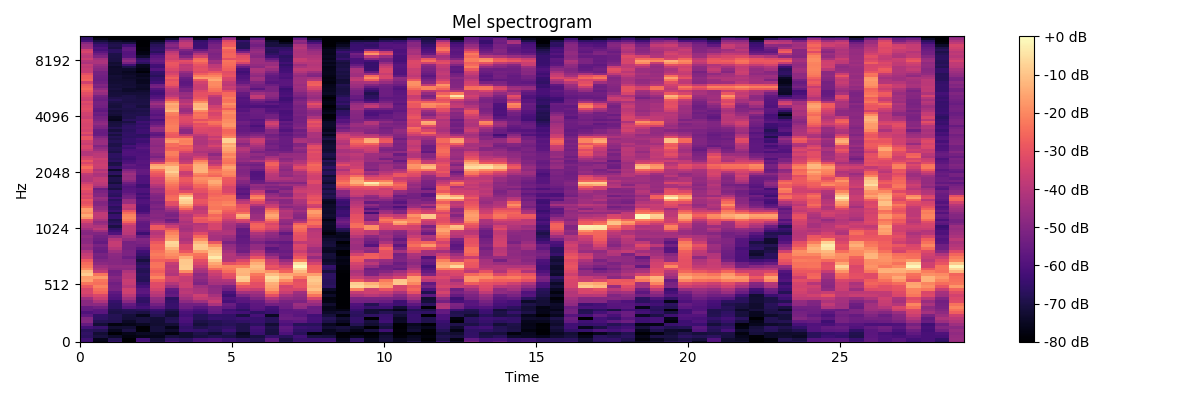 Mel spectrogram
Hz
8192
4096
2048
1024
512
0
0 5 10 15 20 25
Time
+0 dB
-10 dB
-20 dB
-30 dB
-40 dB
-50 dB
-60 dB
-70 dB
-80 dB